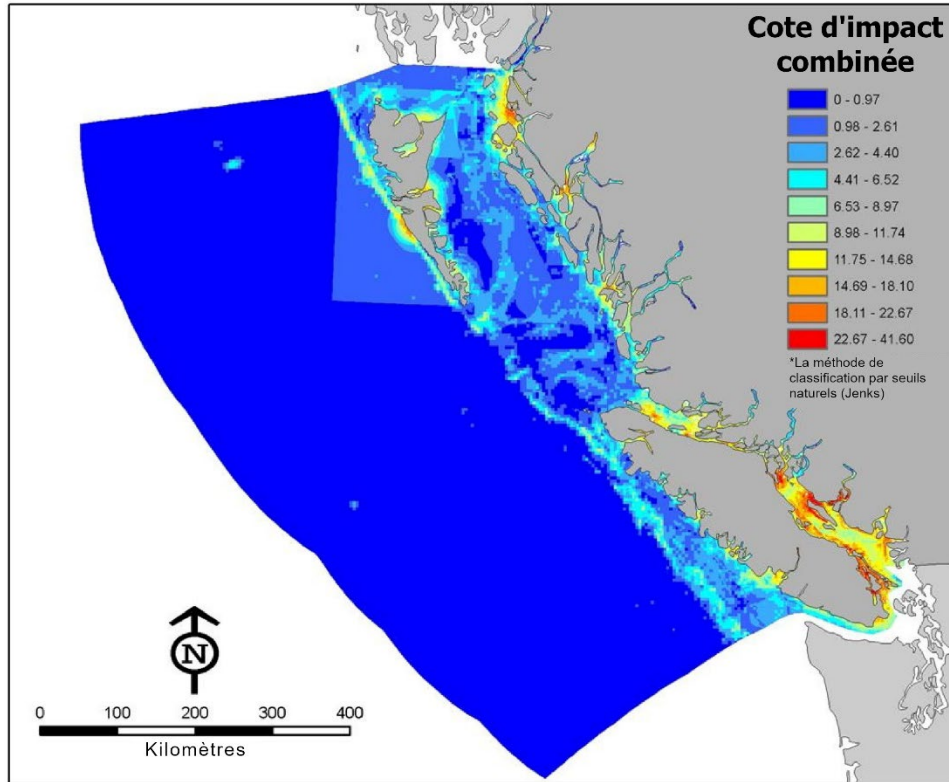 Cote d'impact
combinée
0 - 0.97
0.98 - 2.61
2.62 - 4.40
4.41 - 6.52
6.53 - 8.97
8.98 - 11.74
11.75 - 14.68
14.69 - 18.10
18.11 - 22.67
22.67 - 41.60
*La méthode de
classification par seuils
naturels (Jenks)
N
0 100 200 300 400
Kilomètres